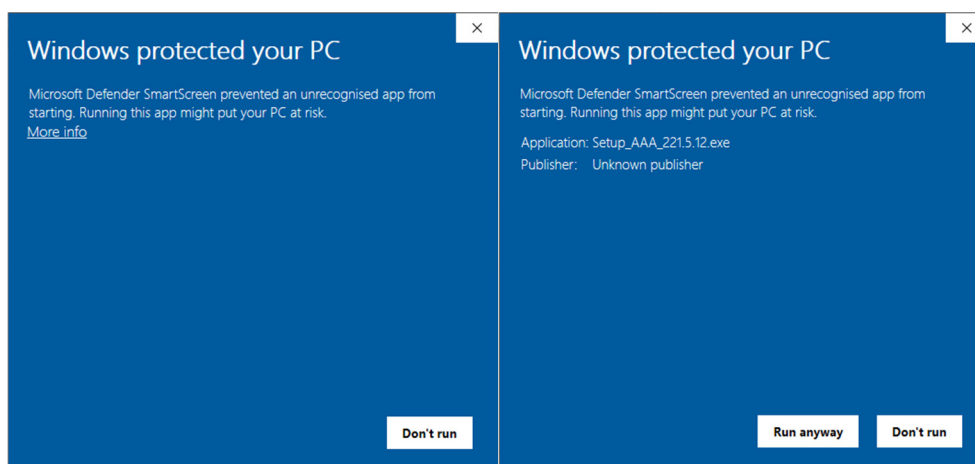 Windows protected your PC
Microsoft Defender SmartScreen prevented an unrecognised app from
starting. Running this app might put your PC at risk.
More info
Don't run
Windows protected your PC
Microsoft Defender SmartScreen prevented an unrecognised app from
starting. Running this app might put your PC at risk.
Application: Setup_AAA_221.5.12.exe
Publisher: Unknown publisher
Run anyway
Don't run